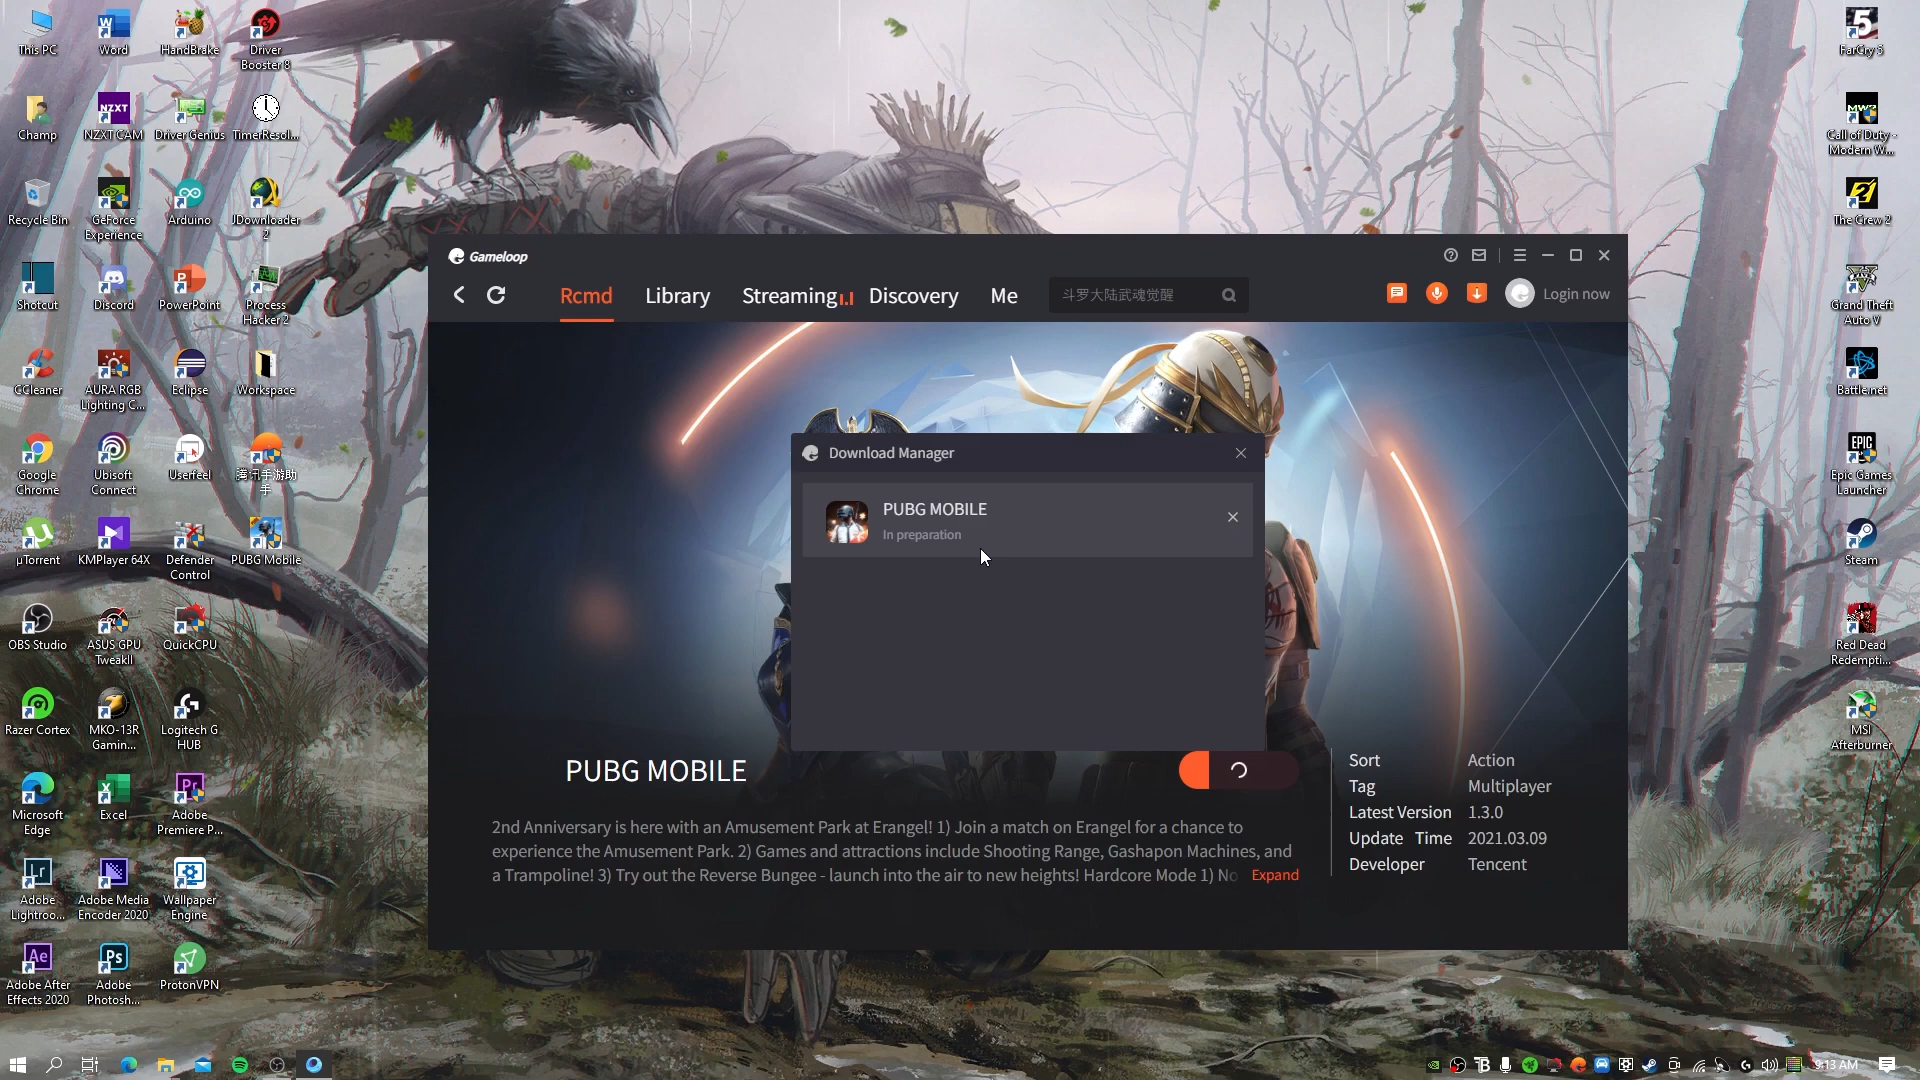 This PC
Word
HandBrake
Driver
Booster 8
FarCry 5
Champ
NZXT CAM
Driver Genius
TimerResol...
Call of Duty -
Modern W...
Recycle Bin
GeForce
Experience
Arduino
JDownloader
2
The Crew 2
Shotcut
Discord
PowerPoint
Process
Hacker 2
Grand Theft
Auto V
CCleaner
AURA RGB
Lighting C...
Eclipse
Workspace
Battle.net
Google
Chrome
Ubisoft
Connect
Userfeel
腾讯手游助
手
Epic Games
Launcher
µTorrent
KMPlayer 64X
Defender
Control
PUBG Mobile
Steam
OBS Studio
ASUS GPU
TweakII
QuickCPU
Red Dead
Redempti...
Razer Cortex
MKO-13R
Gamin...
Logitech G
HUB
MSI
Afterburner
Microsoft
Edge
Excel
Adobe
Premiere P...
Adobe
Lightroo...
Adobe Media
Encoder 2020
Wallpaper
Engine
Adobe After
Effects 2020
Adobe
Photosh...
ProtonVPN
Gameloop
Rcmd
Library
Streaming
Discovery
Me
斗罗大陆武魂觉醒
Login now
Download Manager
PUBG MOBILE
In preparation
PUBG MOBILE
2nd Anniversary is here with an Amusement Park at Erangel! 1) Join a match on Erangel for a chance to
experience the Amusement Park. 2) Games and attractions include Shooting Range, Gashapon Machines, and
a Trampoline! 3) Try out the Reverse Bungee - launch into the air to new heights! Hardcore Mode 1) No
Expand
Sort Action
Tag Multiplayer
Latest Version 1.3.0
Update Time 2021.03.09
Developer Tencent
9:13 AM